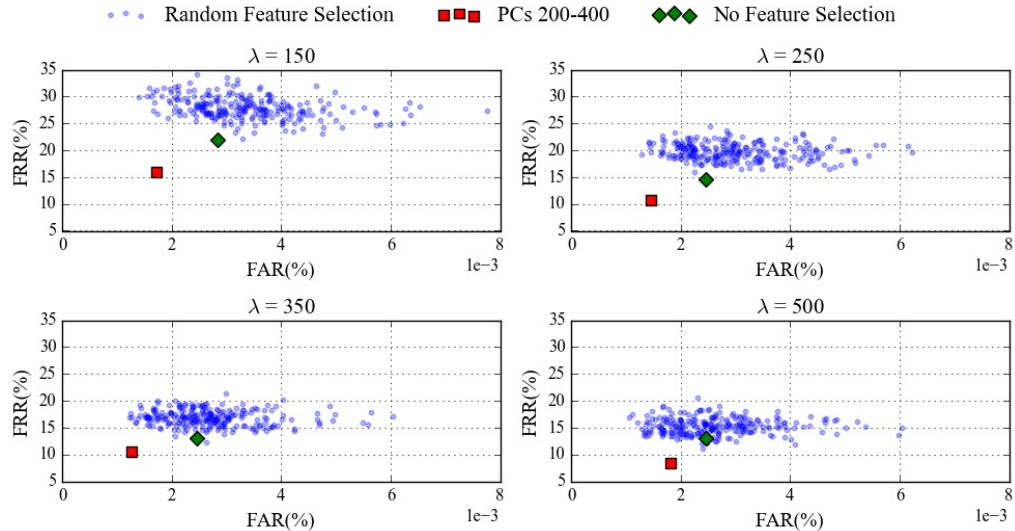 Random Feature Selection PCs 200-400 No Feature Selection
λ = 150
35
30
25
20
15
10
5
FRR(%)
0 2 4 6 8
FAR(%)
1e−3
λ = 250
35
30
25
20
15
10
5
FRR(%)
0 2 4 6 8
FAR(%)
1e−3
λ = 350
35
30
25
20
15
10
5
FRR(%)
0 2 4 6 8
FAR(%)
1e−3
λ = 500
35
30
25
20
15
10
5
FRR(%)
0 2 4 6 8
FAR(%)
1e−3